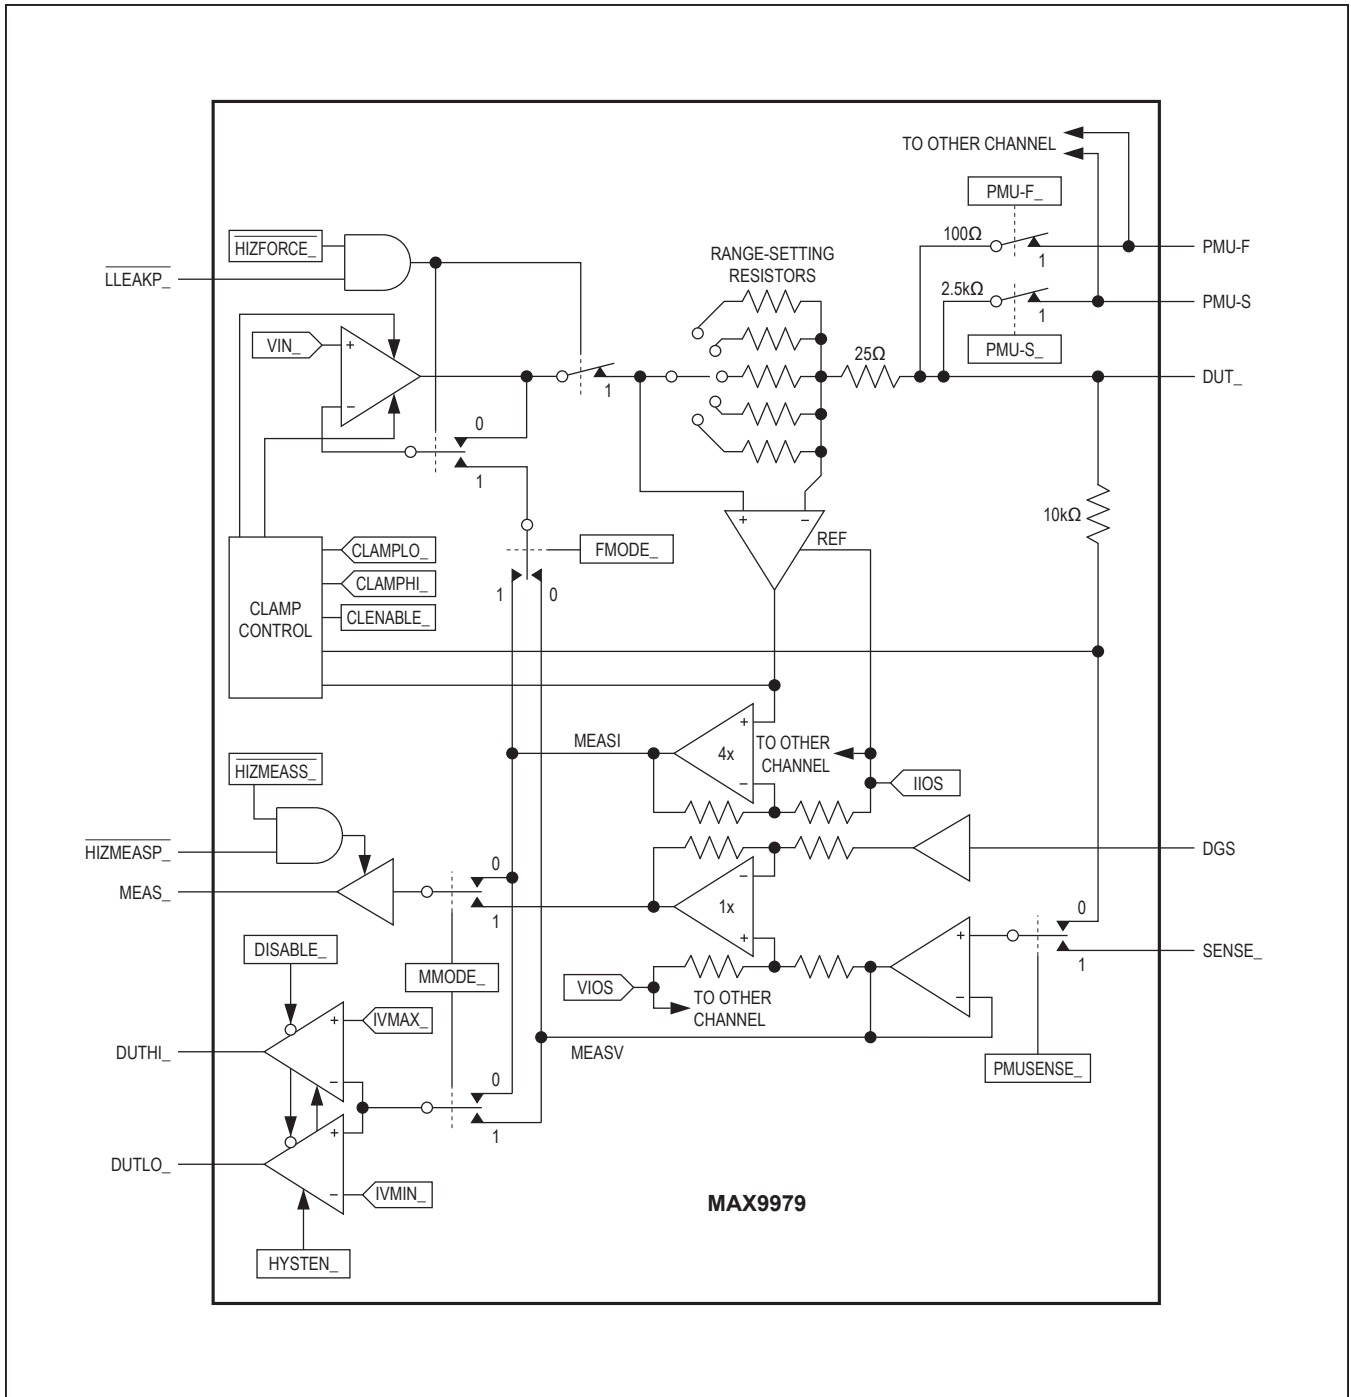 TO OTHER CHANNEL
PMU-F_
HIZFORCE_
100Ω
PMU-F
1
RANGE-SETTING
RESISTORS
LLEAKP_
2.5kΩ
PMU-S
1
VIN_
+
PMU-S_
25Ω
DUT_
1
−
0
1
10kΩ
+
−
REF
CLAMPLO_
FMODE_
CLAMPHI_
1
0
CLAMP
CONTROL
CLENABLE_
+
MEASI
4x
TO OTHER
CHANNEL
HIZMEASS_
−
IIOS
HIZMEASP_
DGS
0
−
MEAS_
1x
0
1
+
+
SENSE_
1
DISABLE_
MMODE_
VIOS
TO OTHER
CHANNEL
−
+
IVMAX_
DUTHI_
MEASV
PMUSENSE_
−
0
+
1
DUTLO_
−
IVMIN_
MAX9979
HYSTEN_